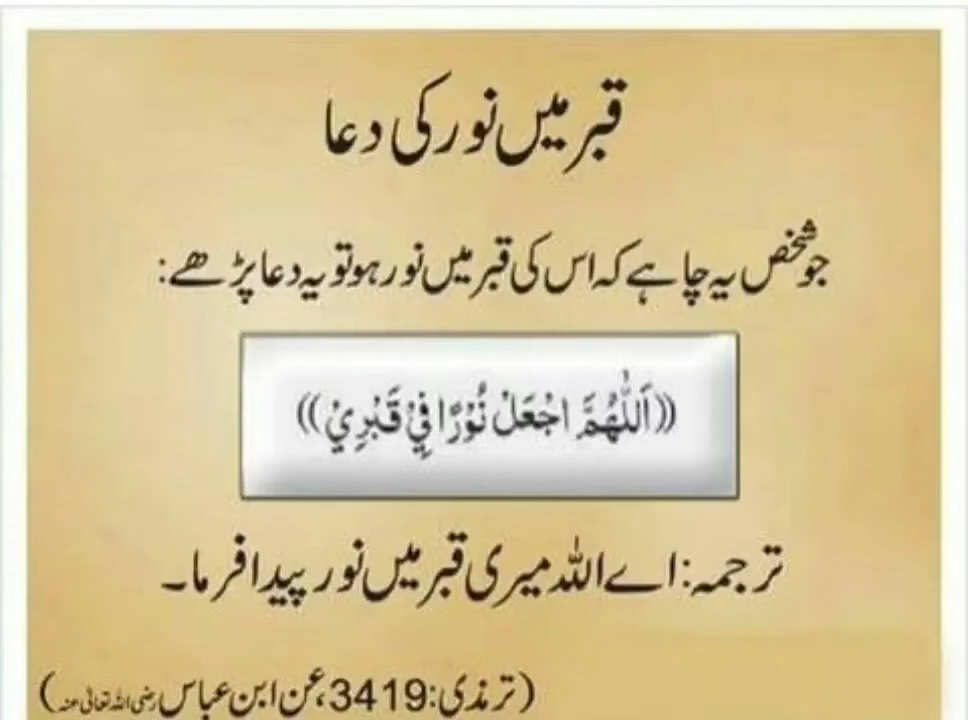 قبر میں نور کی دعا
جو شخص یہ چاہے کہ اس کی قبر میں نور ہو تو یہ دعا پڑھے:
((اَللّٰهُمَّ اجْعَلْ نُوْرًا فِيْ قَبْرِيْ))
ترجمہ: اے اللہ میری قبر میں نور پیدا فرما۔
(ترمذی: 3419، عن ابن عباس رضی اللہ تعالیٰ عنہ)